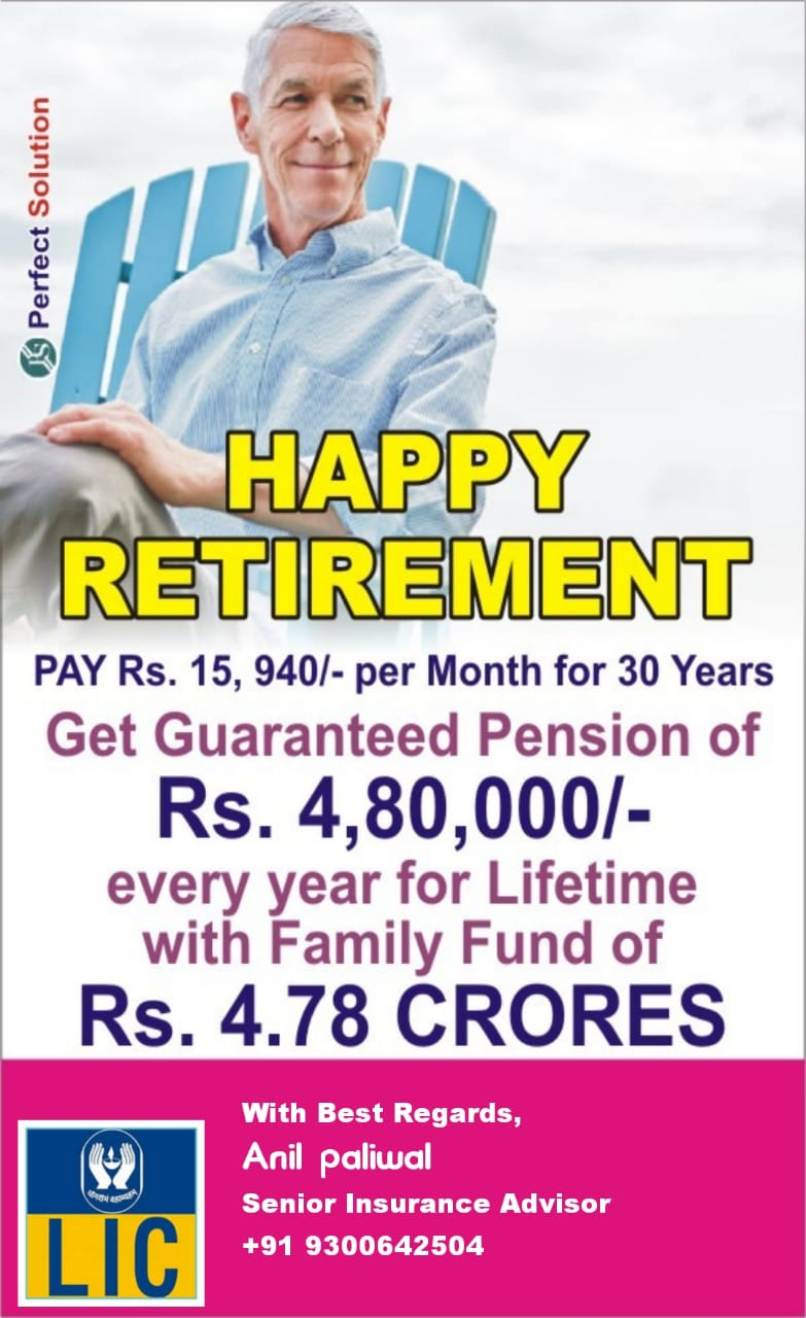 Perfect Solution
HAPPY
RETIREMENT
PAY Rs. 15, 940/- per Month for 30 Years
Get Guaranteed Pension of
Rs. 4,80,000/-
every year for Lifetime
with Family Fund of
Rs. 4.78 CRORES
With Best Regards,
Anil paliwal
Senior Insurance Advisor
+91 9300642504
LIC